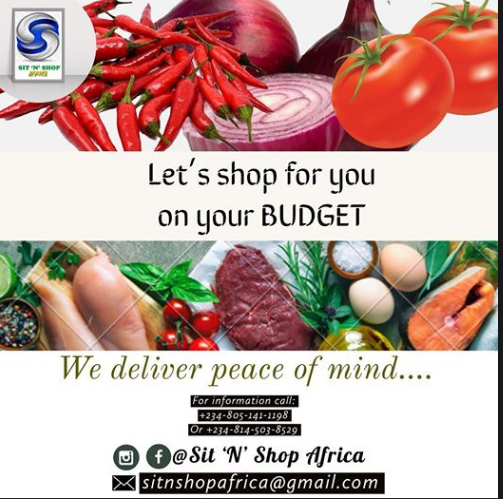 SIT 'N' SHOP
AFRICA
Let's shop for you
on your BUDGET
We deliver peace of mind....
For information call:
+234-805-141-1198
Or +234-814-503-8529
@Sit 'N' Shop Africa
sitnshopafrica@gmail.com